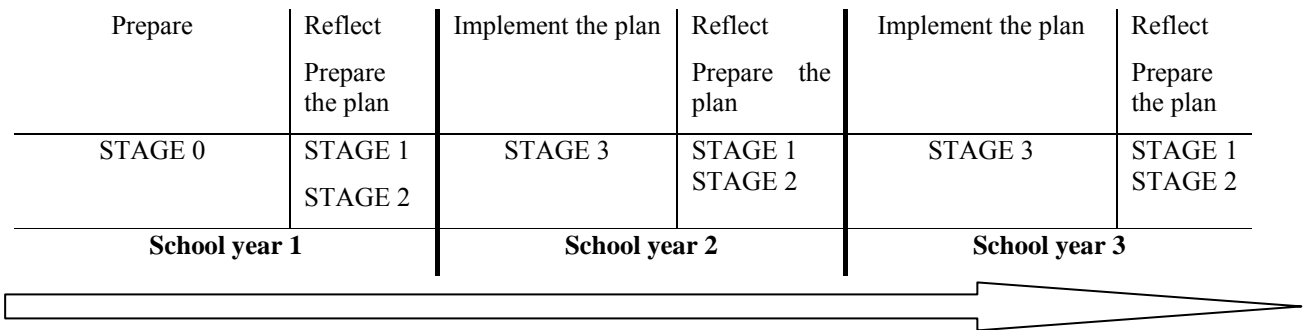 Prepare
Reflect
Prepare
the plan
Implement the plan
Reflect
Prepare the
plan
Implement the plan
Reflect
Prepare
the plan
STAGE 0
STAGE 1
STAGE 2
STAGE 3
STAGE 1
STAGE 2
STAGE 3
STAGE 1
STAGE 2
School year 1
School year 2
School year 3